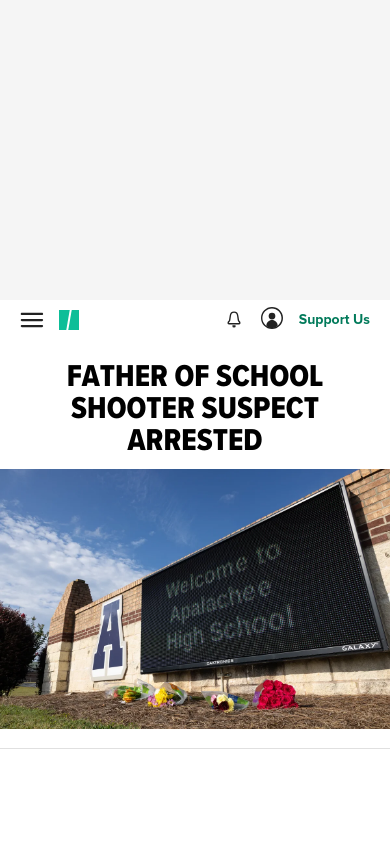 Support Us
FATHER OF SCHOOL
SHOOTER SUSPECT
ARRESTED
Welcome to
Apalachee
High School
A
DAKTRONICS
GALAXY